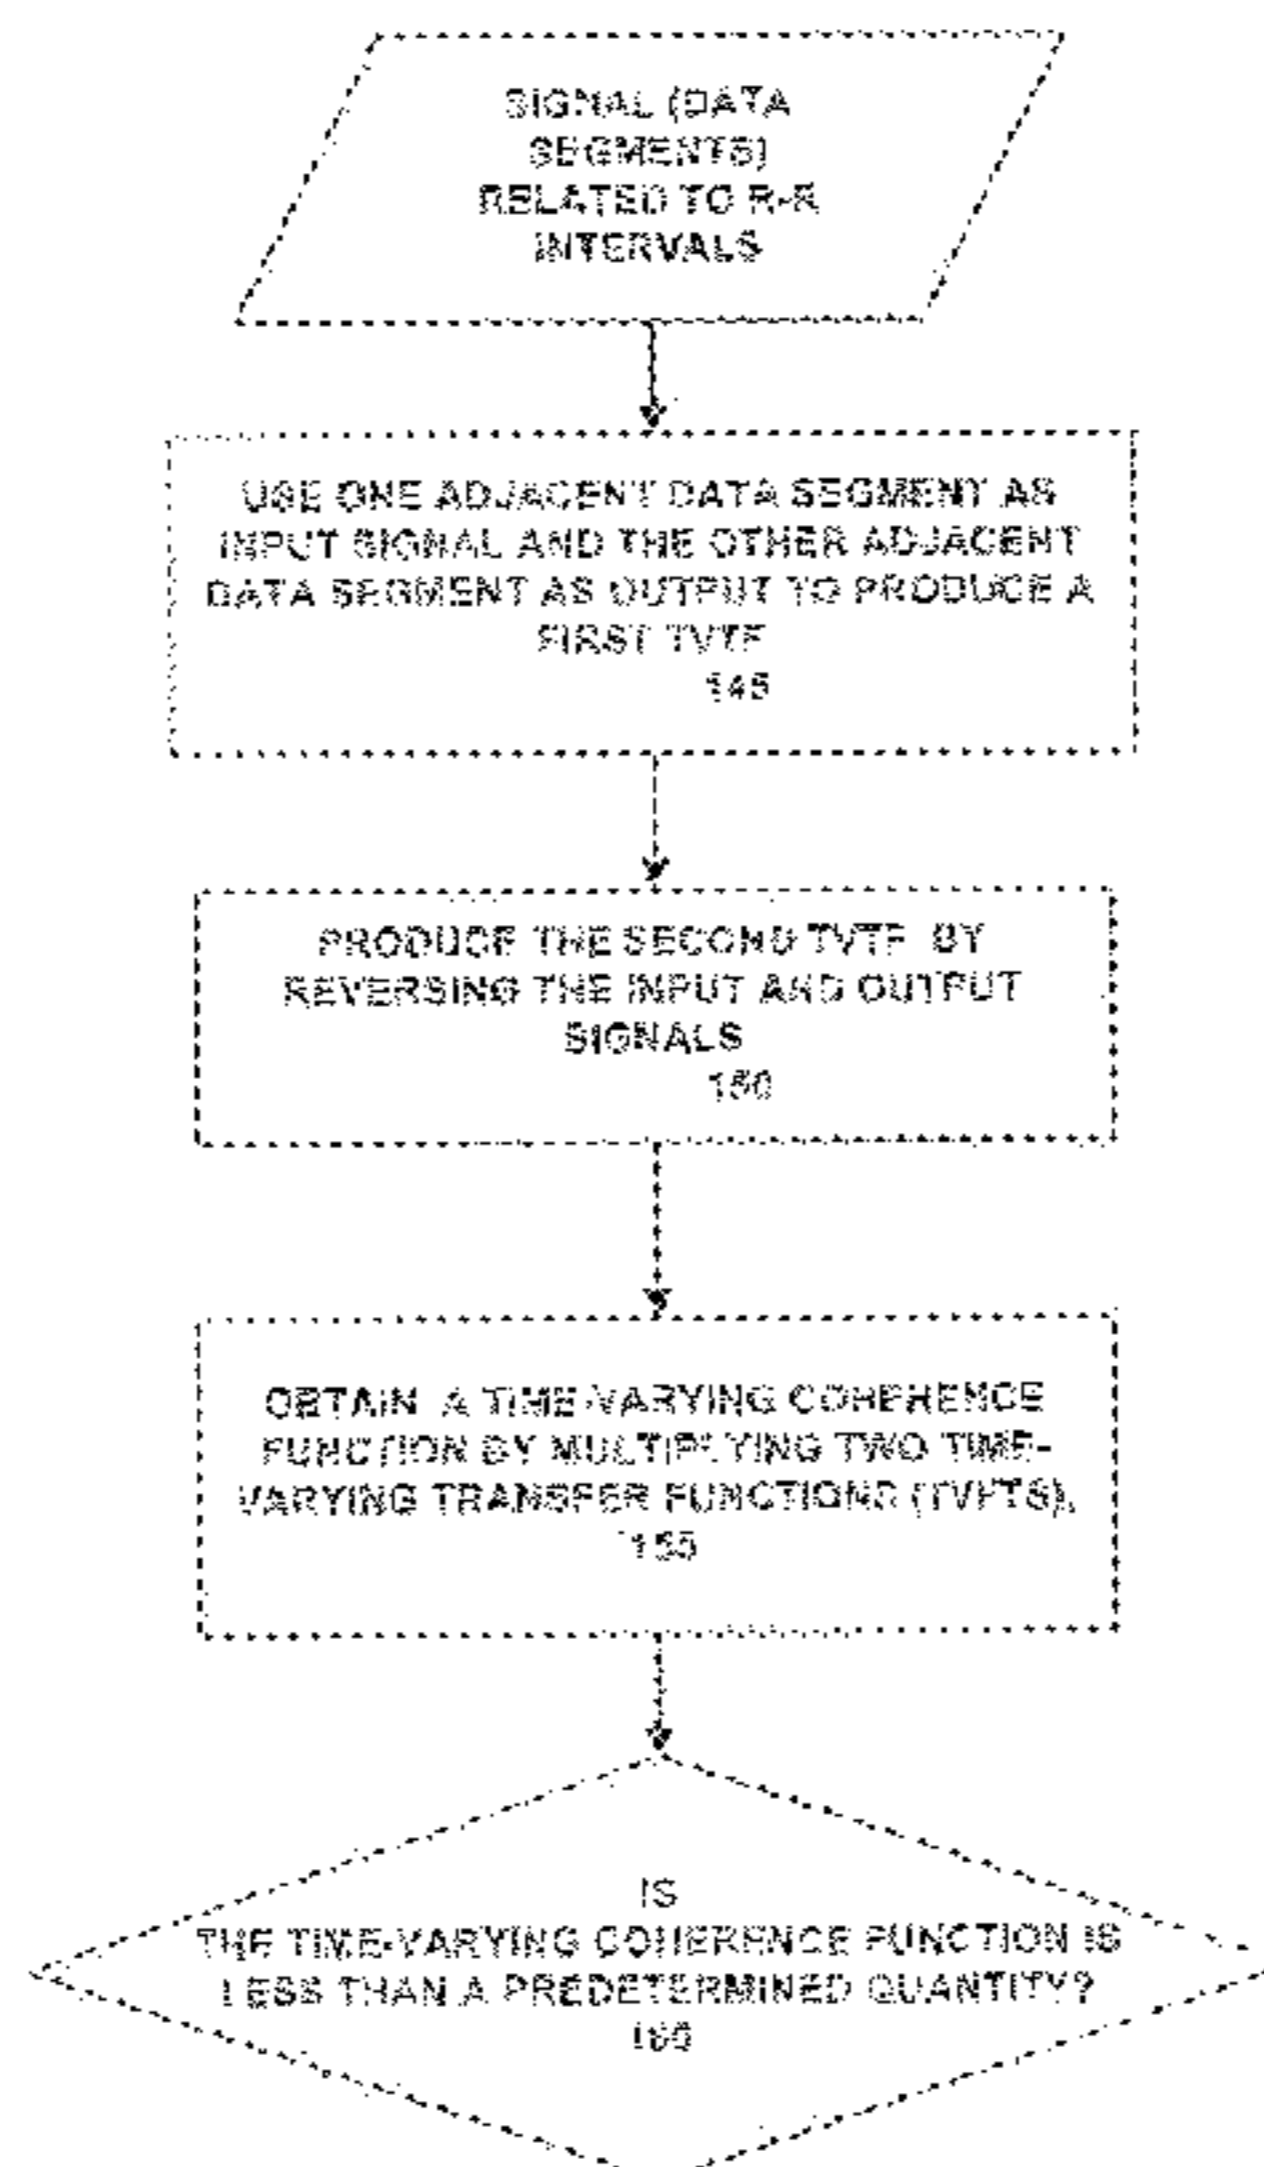 SIGNAL (DATA
SEGMENTS)
RELATED TO R-R
INTERVALS
USE ONE ADJACENT DATA SEGMENT AS
INPUT SIGNAL AND THE OTHER ADJACENT
DATA SEGMENT AS OUTPUT TO PRODUCE A
FIRST TVTF
145
PRODUCE THE SECOND TVTF BY
REVERSING THE INPUT AND OUTPUT
SIGNALS
150
OBTAIN A TIME-VARYING COHERENCE
FUNCTION BY MULTIPLYING TWO TIME-
VARYING TRANSFER FUNCTIONS (TVFTS),
155
IS
THE TIME-VARYING COHERENCE FUNCTION IS
LESS THAN A PREDETERMINED QUANTITY?
160